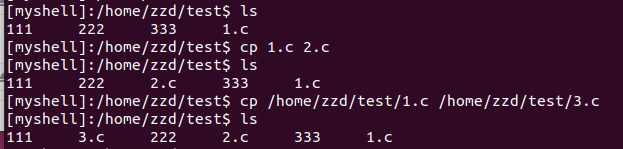 [myshell]:/home/zzd/test$ ls
111 222 333 1.c
[myshell]:/home/zzd/test$ cp 1.c 2.c
[myshell]:/home/zzd/test$ ls
111 222 2.c 333 1.c
[myshell]:/home/zzd/test$ cp /home/zzd/test/1.c /home/zzd/test/3.c
[myshell]:/home/zzd/test$ ls
111 3.c 222 2.c 333 1.c